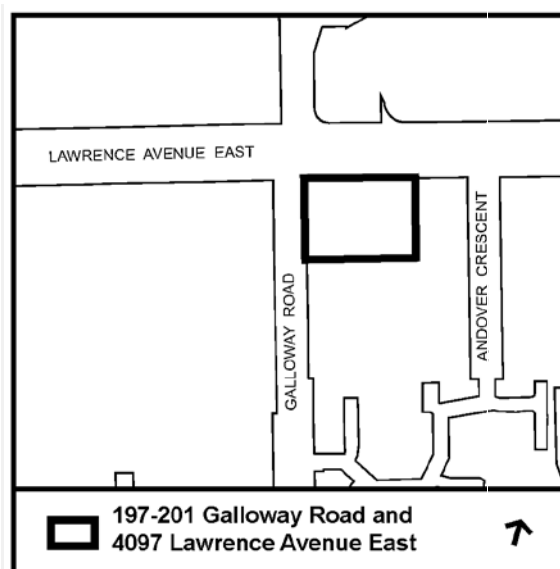 LAWRENCE AVENUE EAST
GALLOWAY ROAD
ANDOVER CRESCENT
197-201 Galloway Road and
4097 Lawrence Avenue East